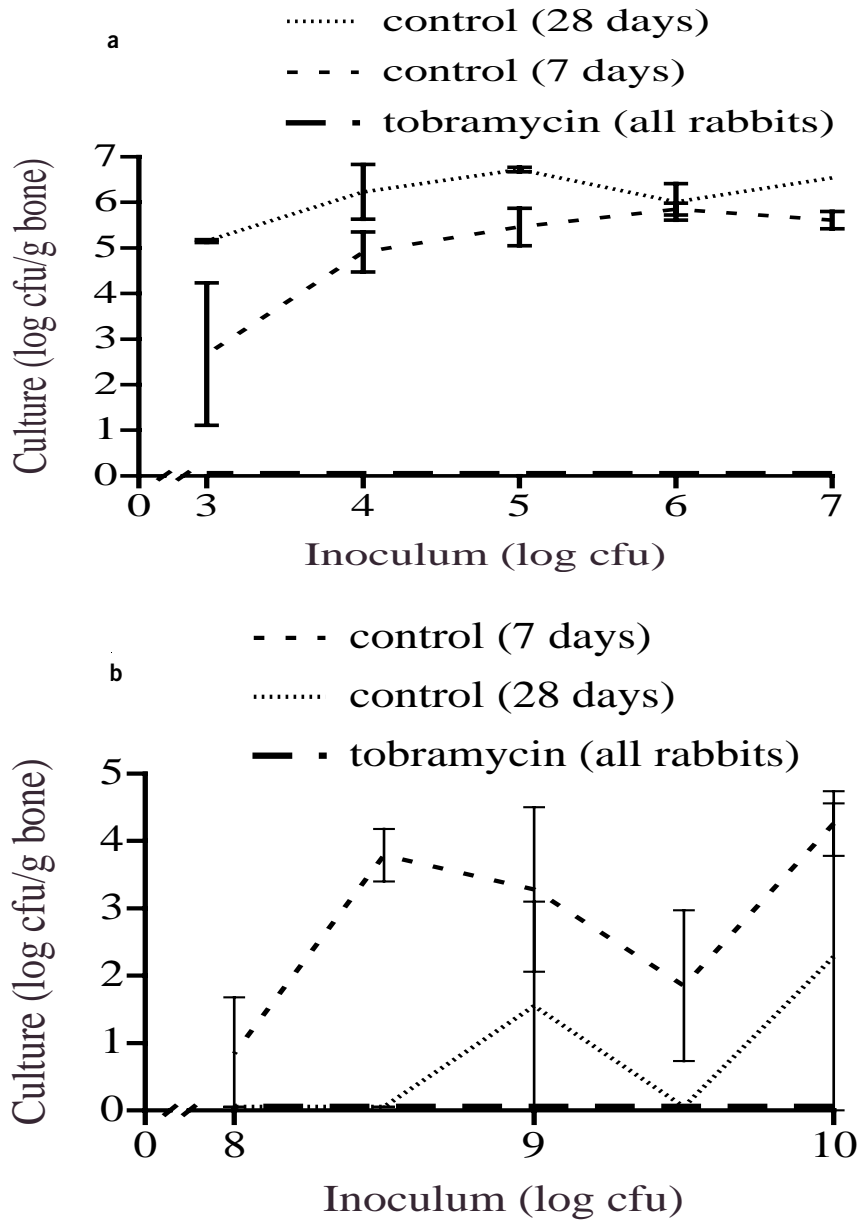 a
control (28 days)
control (7 days)
tobramycin (all rabbits)
Culture (log cfu/g bone)
7
6
5
4
3
2
1
0
0 3 4 5 6 7
Inoculum (log cfu)
b
control (7 days)
control (28 days)
tobramycin (all rabbits)
Culture (log cfu/g bone)
5
4
3
2
1
0
0 8 9 10
Inoculum (log cfu)